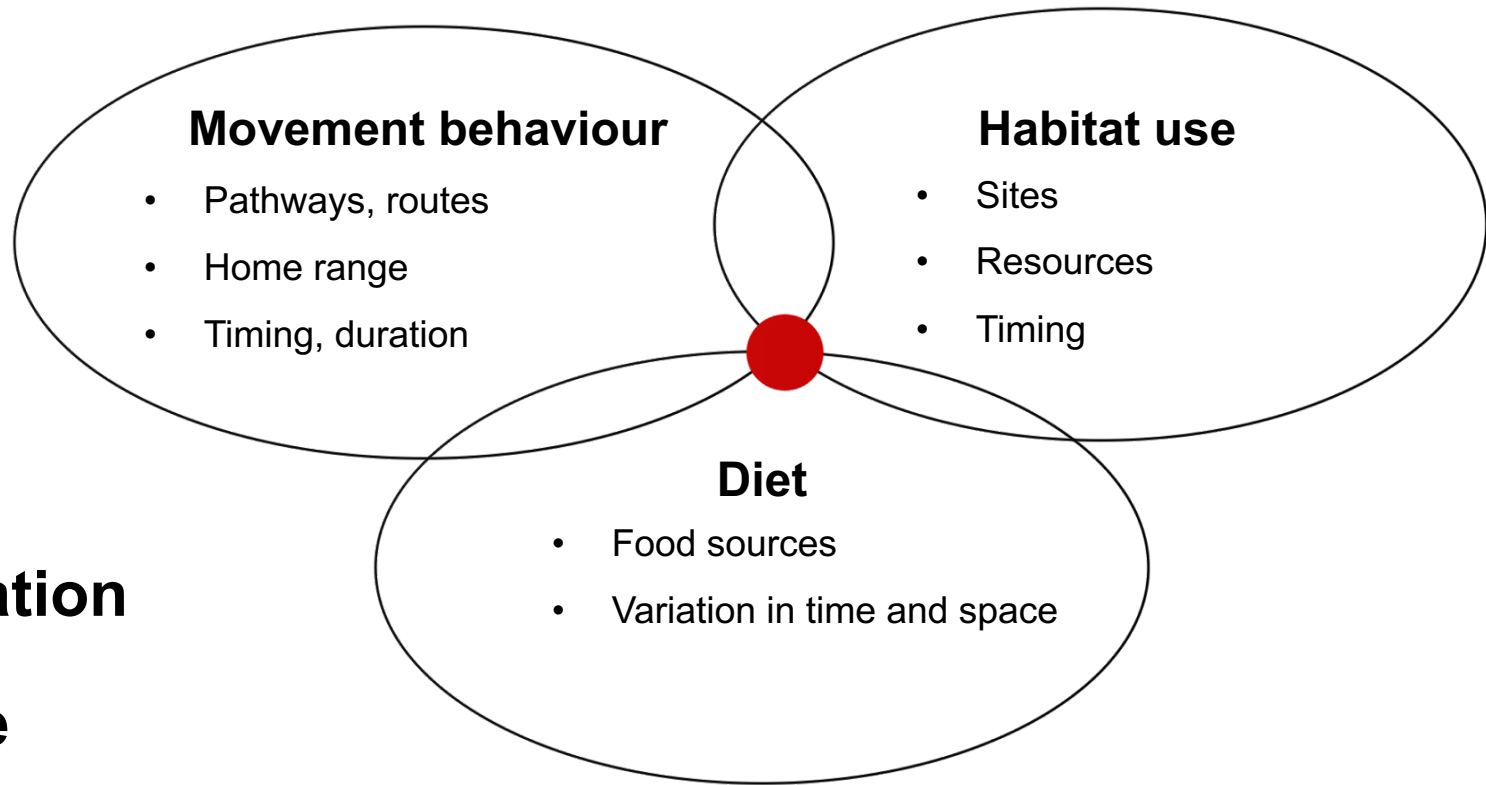 Movement behaviour
• Pathways, routes
• Home range
• Timing, duration
Habitat use
• Sites
• Resources
• Timing
Diet
• Food sources
• Variation in time and space
ation
e